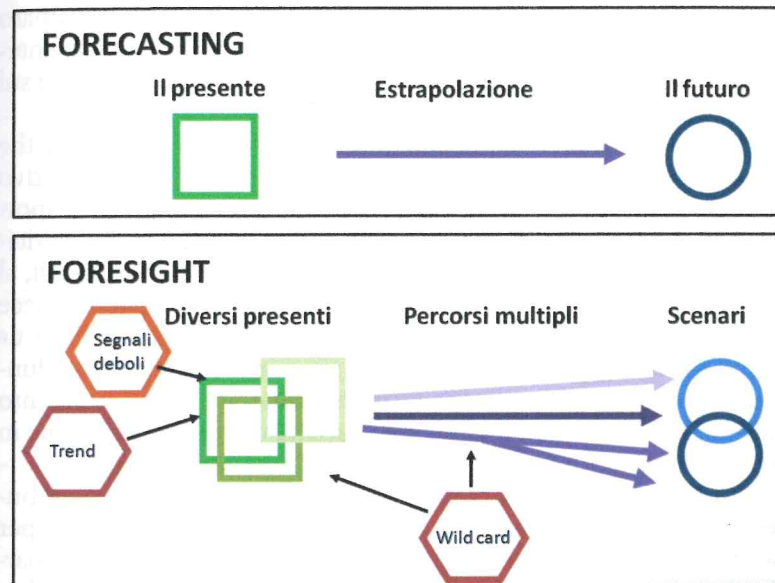 FORECASTING
Il presente
Estrapolazione
Il futuro
FORESIGHT
Diversi presenti
Percorsi multipli
Scenari
Segnali
deboli
Trend
Wild card